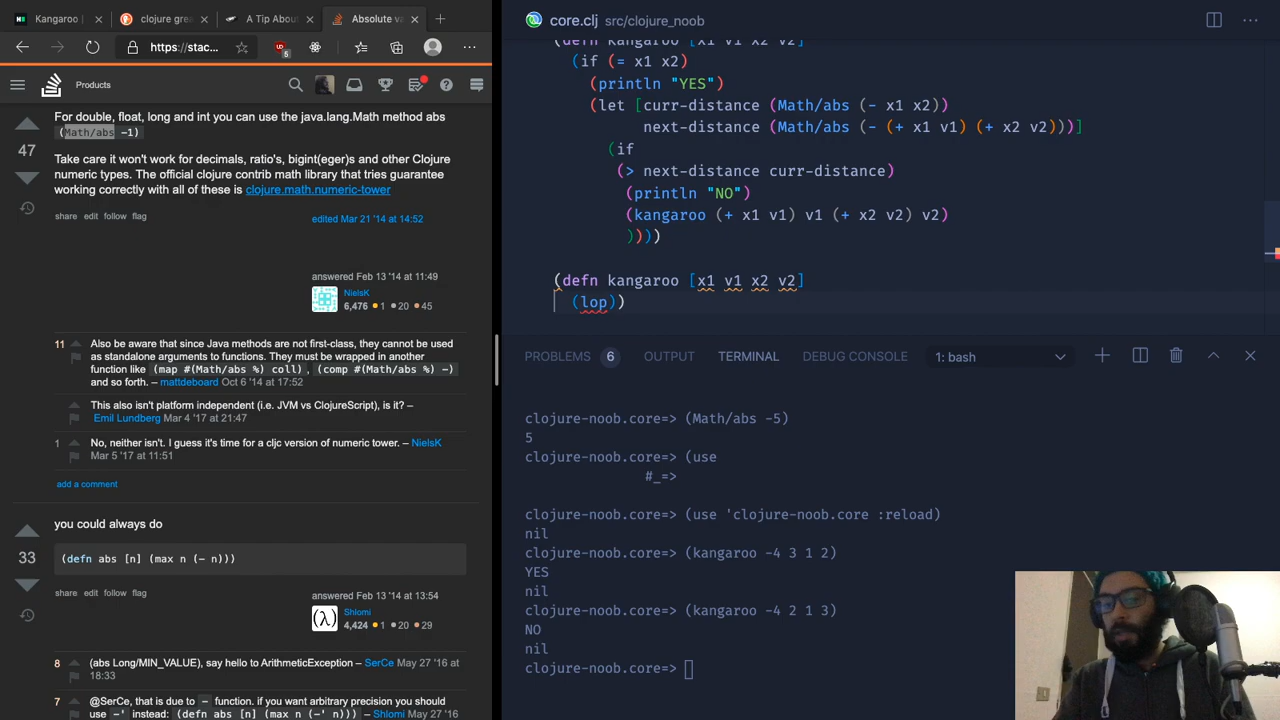 Kangaroo
clojure grea
A Tip About
Absolute va
https://stac...
5
Products
For double, float, long and int you can use the java.lang.Math method abs
(Math/abs -1)
47
Take care it won't work for decimals, ratio's, bigint(eger)s and other Clojure
numeric types. The official clojure contrib math library that tries guarantee
working correctly with all of these is clojure.math.numeric-tower
share edit follow flag
edited Mar 21 '14 at 14:52
answered Feb 13 '14 at 11:49
NielsK
6,476 1 20 45
11 Also be aware that since Java methods are not first-class, they cannot be used
as standalone arguments to functions. They must be wrapped in another
function like (map #(Math/abs %) coll), (comp #(Math/abs %) -)
and so forth. – mattdeboard Oct 6 '14 at 17:52
This also isn't platform independent (i.e. JVM vs ClojureScript), is it? –
Emil Lundberg Mar 4 '17 at 21:47
1 No, neither isn't. I guess it's time for a cljc version of numeric tower. – NielsK
Mar 5 '17 at 11:51
add a comment
you could always do
33
(defn abs [n] (max n (- n)))
share edit follow flag
answered Feb 13 '14 at 13:54
(λ)
Shlomi
4,424 1 20 29
8 (abs Long/MIN_VALUE), say hello to ArithmeticException – SerCe May 27 '16 at
18:33
7 @SerCe, that is due to - function. if you want arbitrary precision you should
use -' instead: (defn abs [n] (max n (-' n))) – Shlomi May 27 '16
core.clj src/clojure_noob
(defn kangaroo [x1 v1 x2 v2]
(if (= x1 x2)
(println "YES")
(let [curr-distance (Math/abs (- x1 x2))
next-distance (Math/abs (- (+ x1 v1) (+ x2 v2)))]
(if
(> next-distance curr-distance)
(println "NO")
(kangaroo (+ x1 v1) v1 (+ x2 v2) v2)
))))
(defn kangaroo [x1 v1 x2 v2]
(lop))
PROBLEMS 6 OUTPUT TERMINAL DEBUG CONSOLE 1: bash
clojure-noob.core=> (Math/abs -5)
5
clojure-noob.core=> (use
#_=>
clojure-noob.core=> (use 'clojure-noob.core :reload)
nil
clojure-noob.core=> (kangaroo -4 3 1 2)
YES
nil
clojure-noob.core=> (kangaroo -4 2 1 3)
NO
nil
clojure-noob.core=>